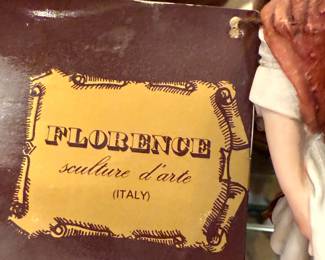 FLORENCE
sculture d'arte
(ITALY)